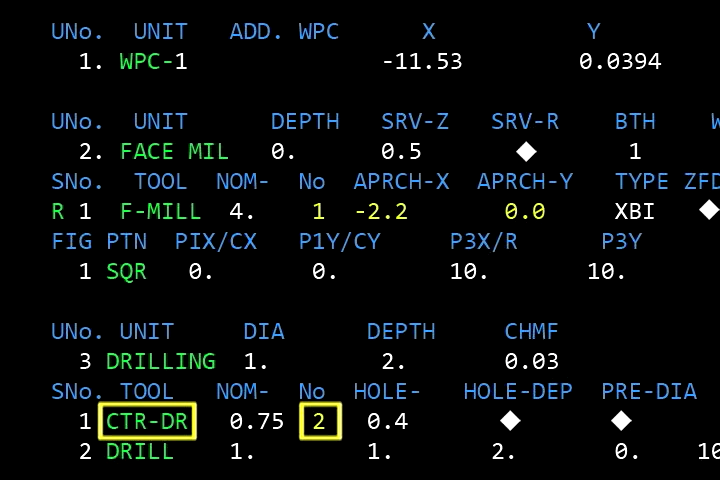 UNo. UNIT ADD. WPC X Y
1. WPC-1 -11.53 0.0394
UNo. UNIT DEPTH SRV-Z SRV-R BTH W
2. FACE MIL 0. 0.5 ◆ 1
SNo. TOOL NOM- No APRCH-X APRCH-Y TYPE ZFD
R 1 F-MILL 4. 1 -2.2 0.0 XBI ◆
FIG PTN PIX/CX P1Y/CY P3X/R P3Y
1 SQR 0. 0. 10. 10.
UNo. UNIT DIA DEPTH CHMF
3 DRILLING 1. 2. 0.03
SNo. TOOL NOM- No HOLE- HOLE-DEP PRE-DIA
1 CTR-DR 0.75 2 0.4 ◆ ◆
2 DRILL 1. 1. 2. 0. 10